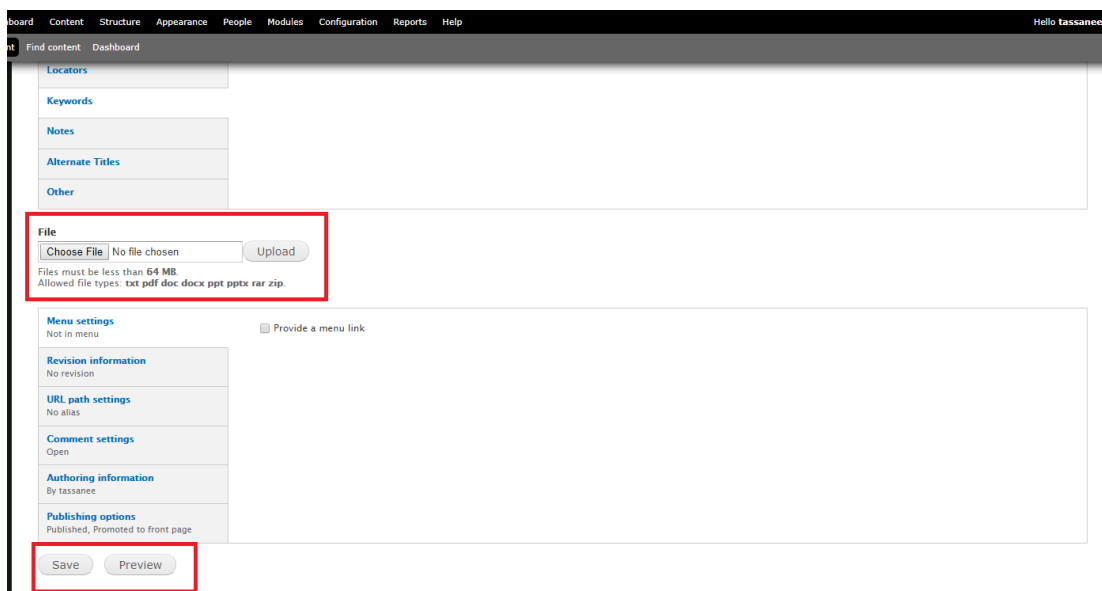 board Content Structure Appearance People Modules Configuration Reports Help Hello tassanee
nt Find content Dashboard
Locators
Keywords
Notes
Alternate Titles
Other
File
Choose File No file chosen Upload
Files must be less than 64 MB.
Allowed file types: txt pdf doc docx ppt pptx rar zip.
Menu settings
Not in menu
Provide a menu link
Revision information
No revision
URL path settings
No alias
Comment settings
Open
Authoring information
By tassanee
Publishing options
Published, Promoted to front page
Save Preview